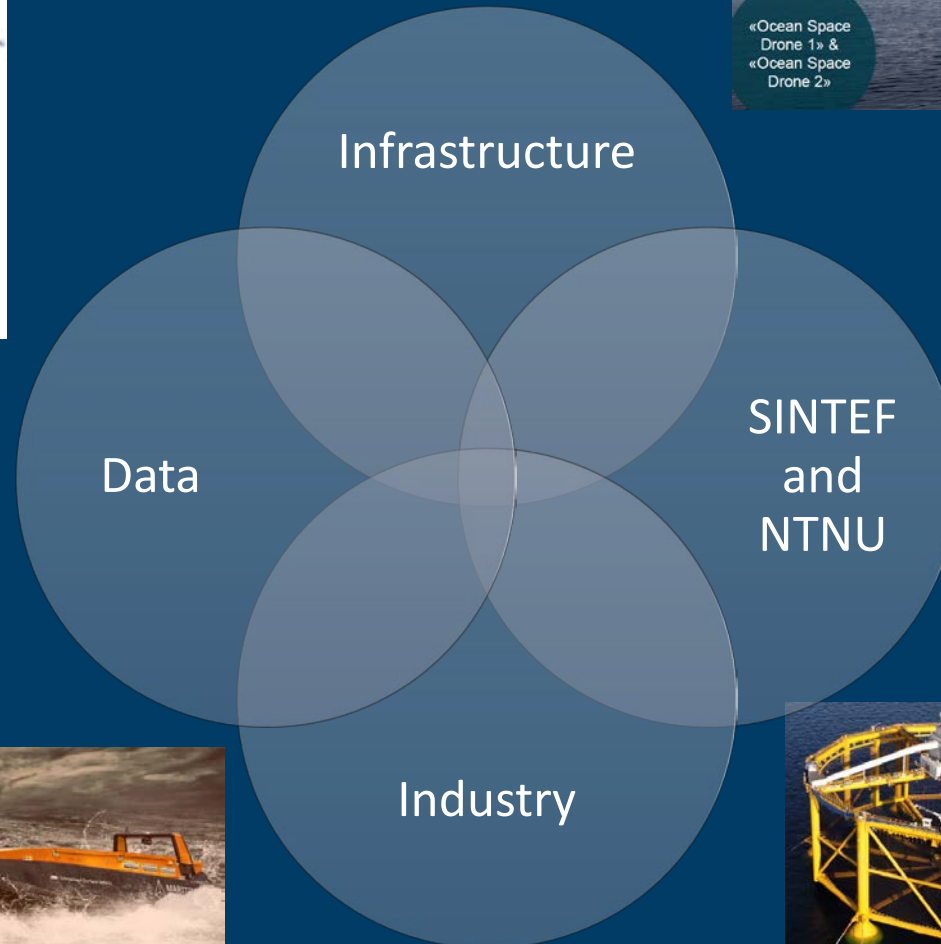 «Ocean Space
Drone 1» &
«Ocean Space
Drone 2»
Infrastructure
SINTEF
and
NTNU
Data
Industry